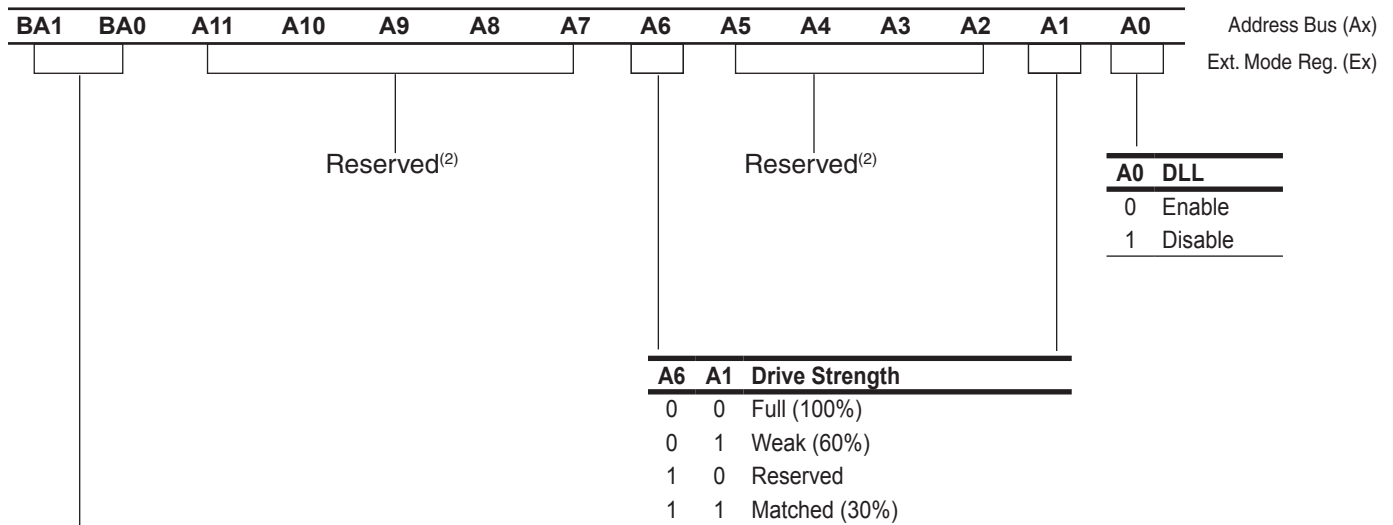 BA1 BA0 A11 A10 A9 A8 A7 A6 A5 A4 A3 A2 A1 A0 Address Bus (Ax)
Ext. Mode Reg. (Ex)
Reserved(2) Reserved(2)
A0 DLL
0 Enable
1 Disable
A6 A1 Drive Strength
0 0 Full (100%)
0 1 Weak (60%)
1 0 Reserved
1 1 Matched (30%)